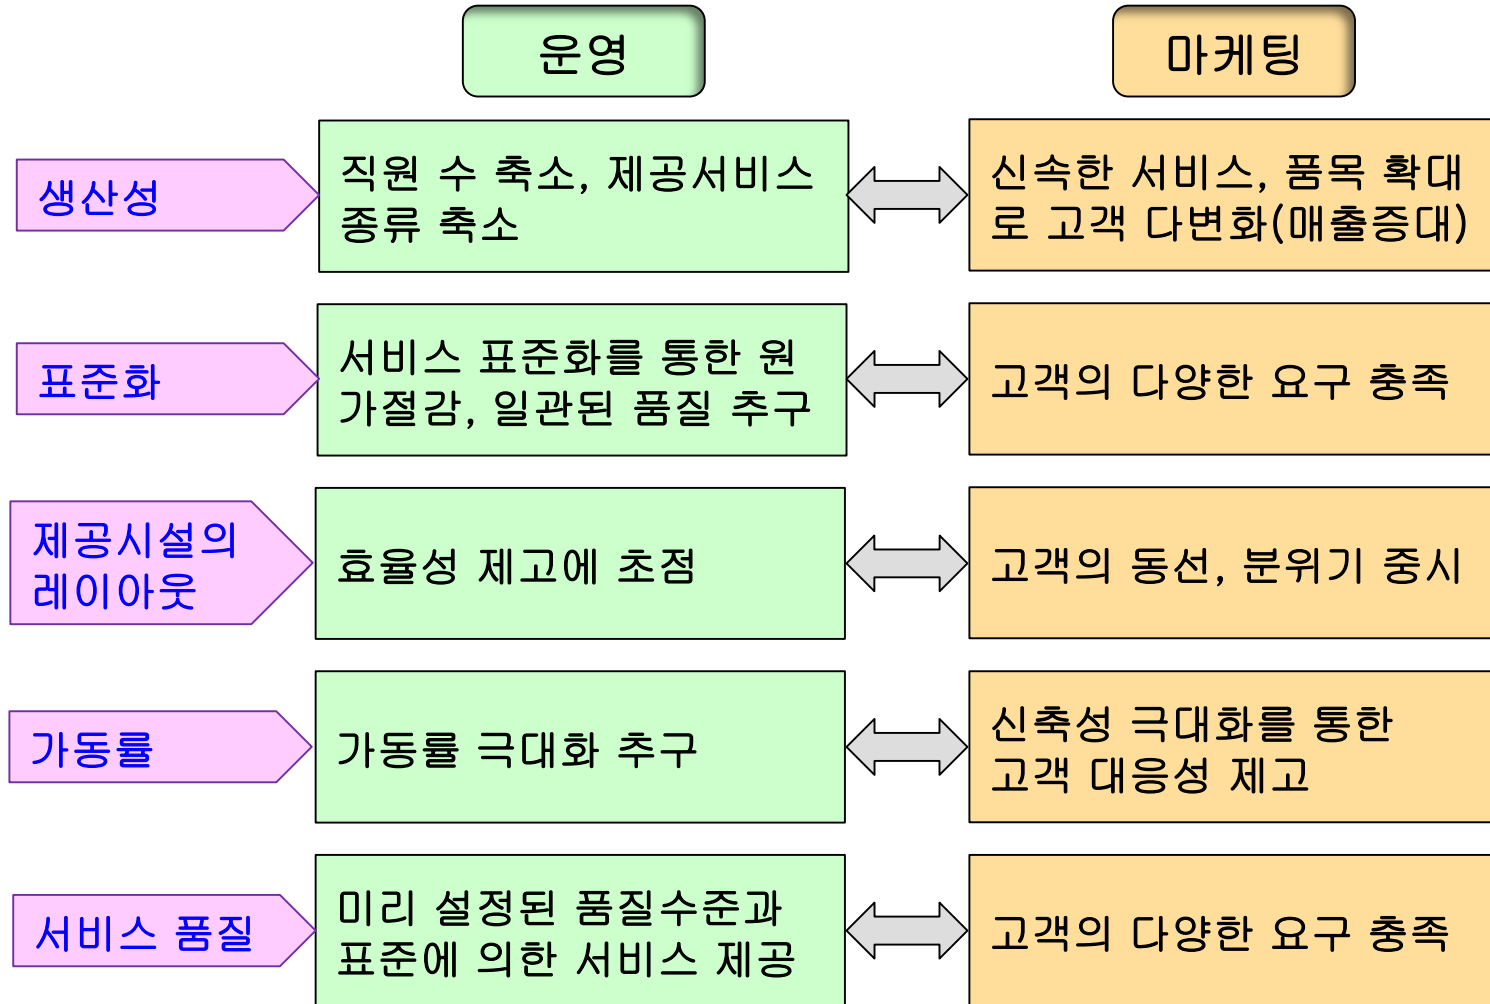 운영
마케팅
생산성
직원 수 축소, 제공서비스
종류 축소
신속한 서비스, 품목 확대
로 고객 다변화(매출증대)
표준화
서비스 표준화를 통한 원
가절감, 일관된 품질 추구
고객의 다양한 요구 충족
제공시설의
레이아웃
효율성 제고에 초점
고객의 동선, 분위기 중시
가동률
가동률 극대화 추구
신축성 극대화를 통한
고객 대응성 제고
서비스 품질
미리 설정된 품질수준과
표준에 의한 서비스 제공
고객의 다양한 요구 충족